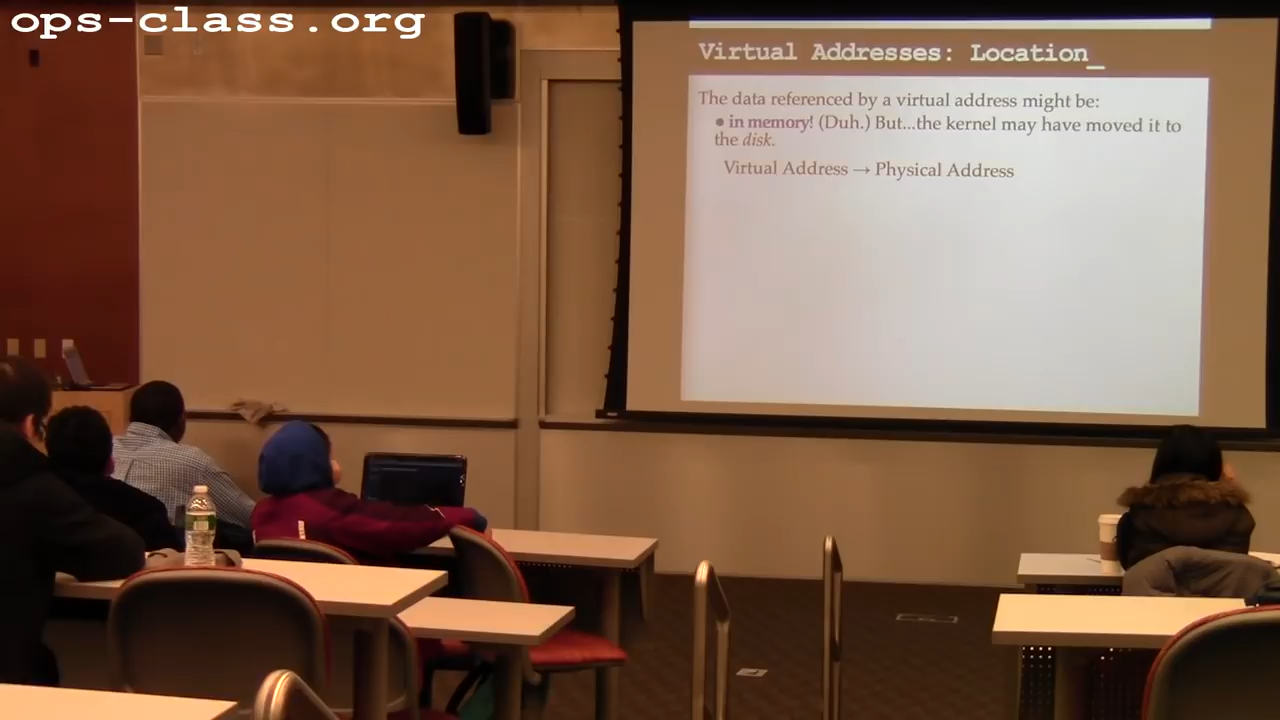 ops-class.org
Virtual Addresses: Location_
The data referenced by a virtual address might be:
● in memory! (Duh.) But...the kernel may have moved it to
the disk.
Virtual Address → Physical Address